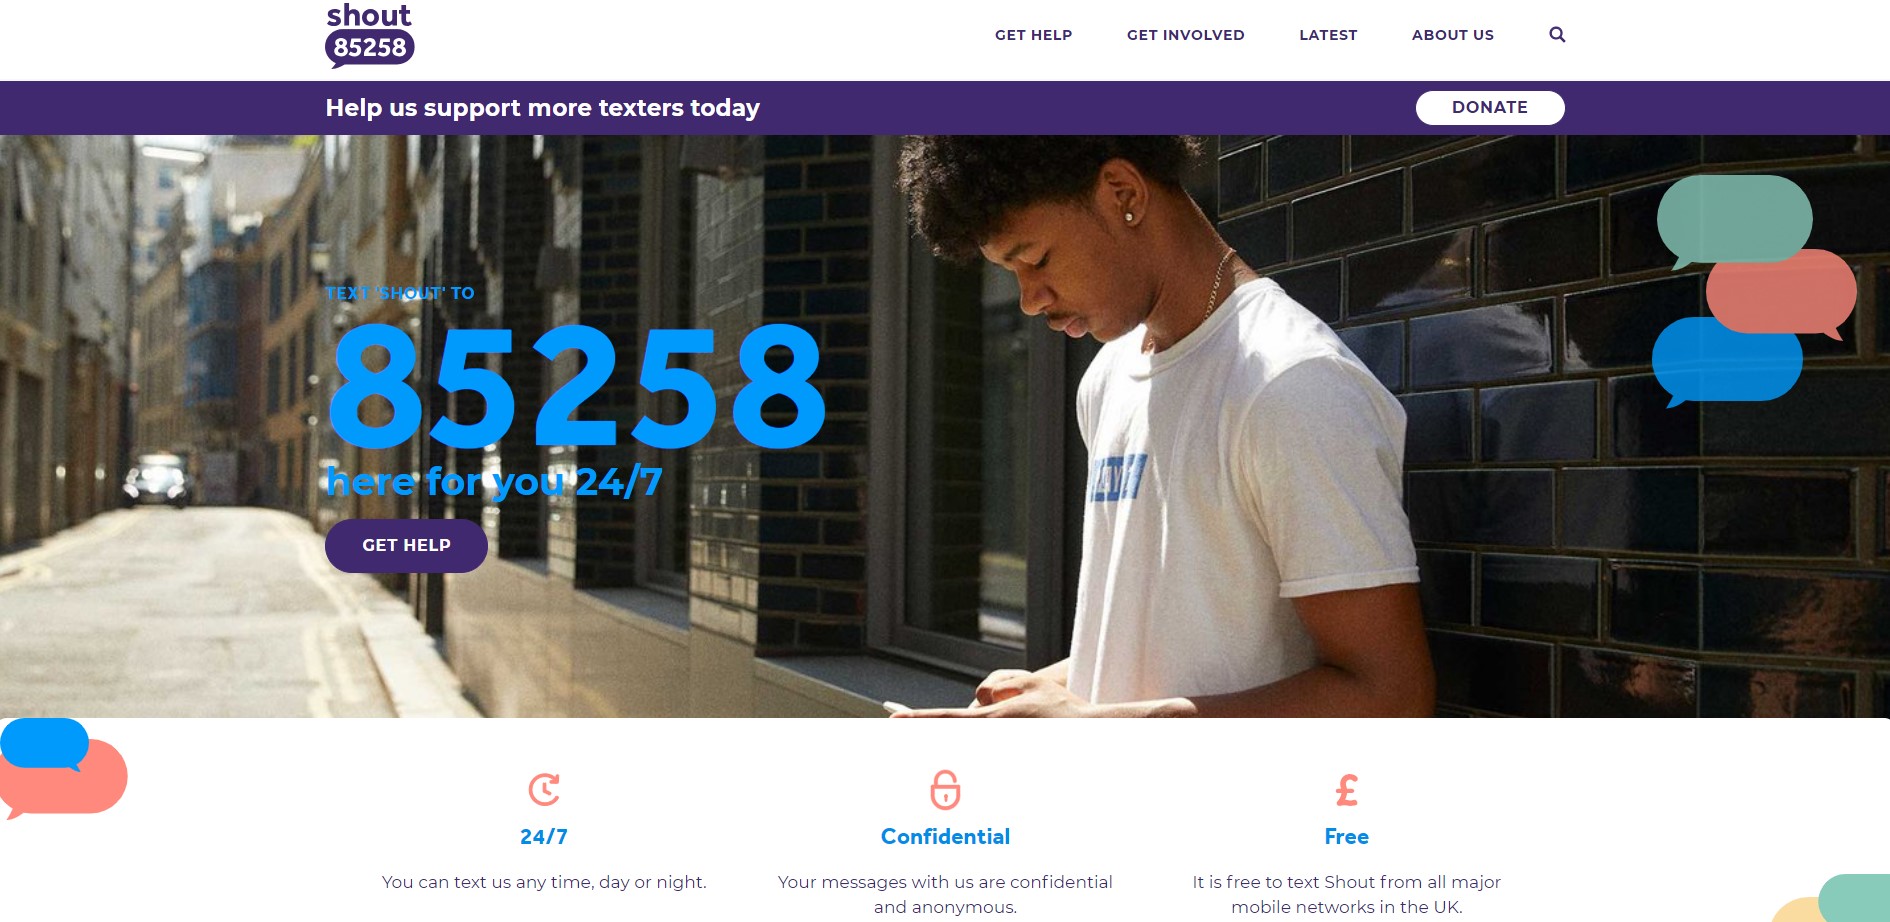 shout
85258
GET HELP
GET INVOLVED
LATEST
ABOUT US
Help us support more texters today
DONATE
TEXT 'SHOUT' TO
85258
here for you 24/7
GET HELP
24/7
You can text us any time, day or night.
Confidential
Your messages with us are confidential
and anonymous.
Free
It is free to text Shout from all major
mobile networks in the UK.